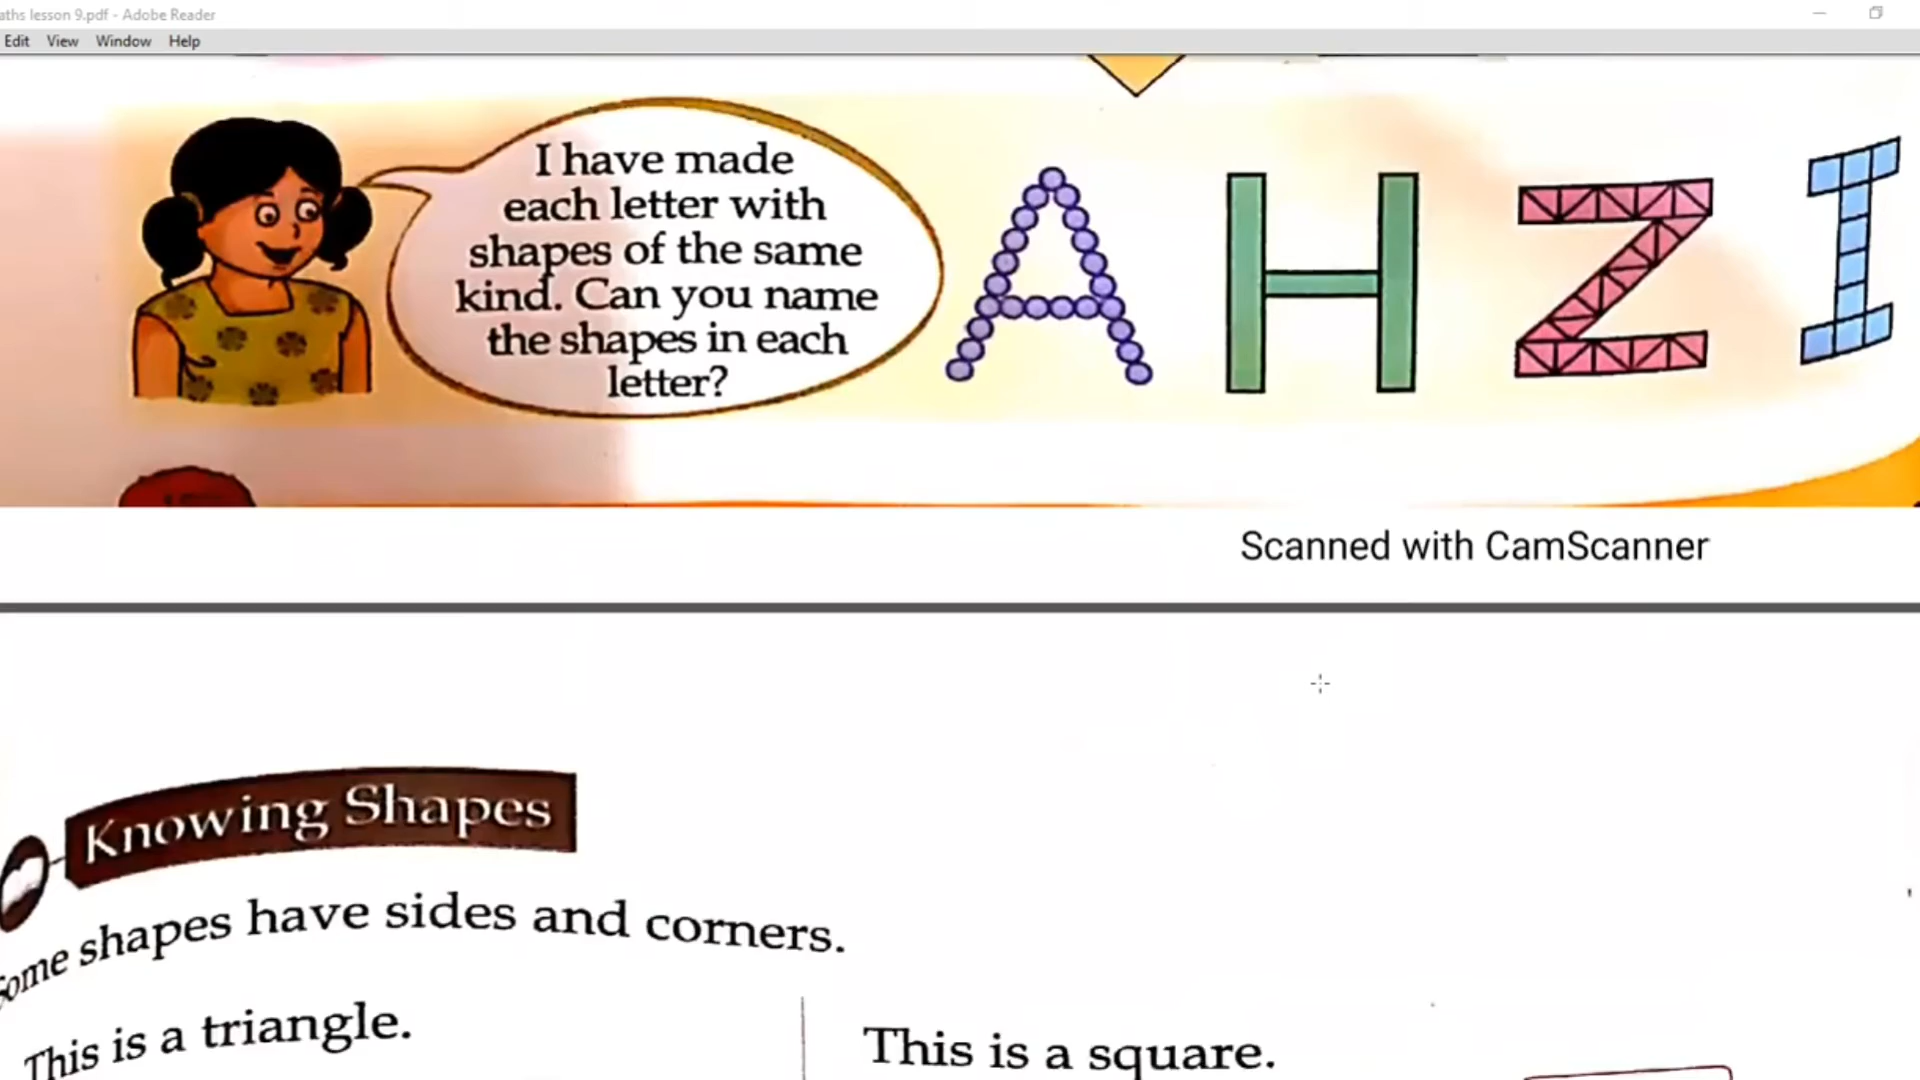 aths lesson 9.pdf - Adobe Reader
Edit View Window Help
I have made
each letter with
shapes of the same
kind. Can you name
the shapes in each
letter?
A H Z I
Scanned with CamScanner
Knowing Shapes
Some shapes have sides and corners.
This is a triangle.
This is a square.